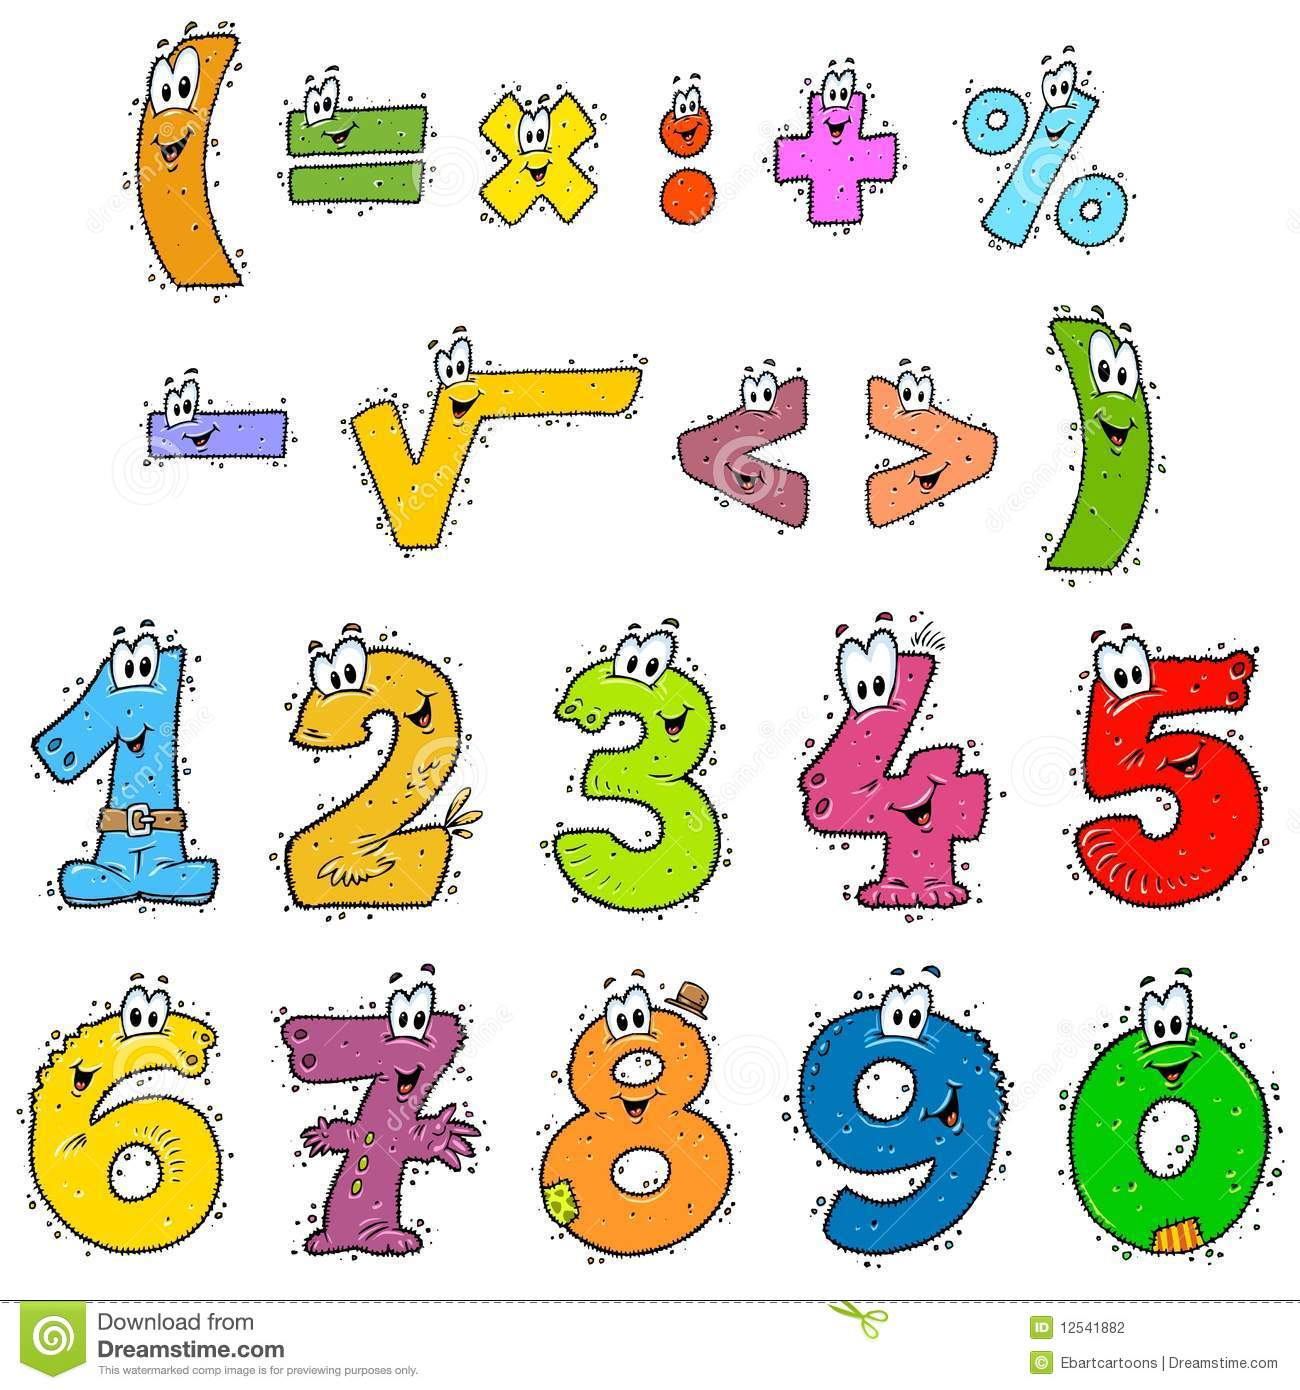 ( = x : + %
- √ < > )
1 2 3 4 5
6 7 8 9 0
Download from
Dreamstime.com
This watermarked comp image is for previewing purposes only.
ID 12541882
© Ebartcartoons | Dreamstime.com